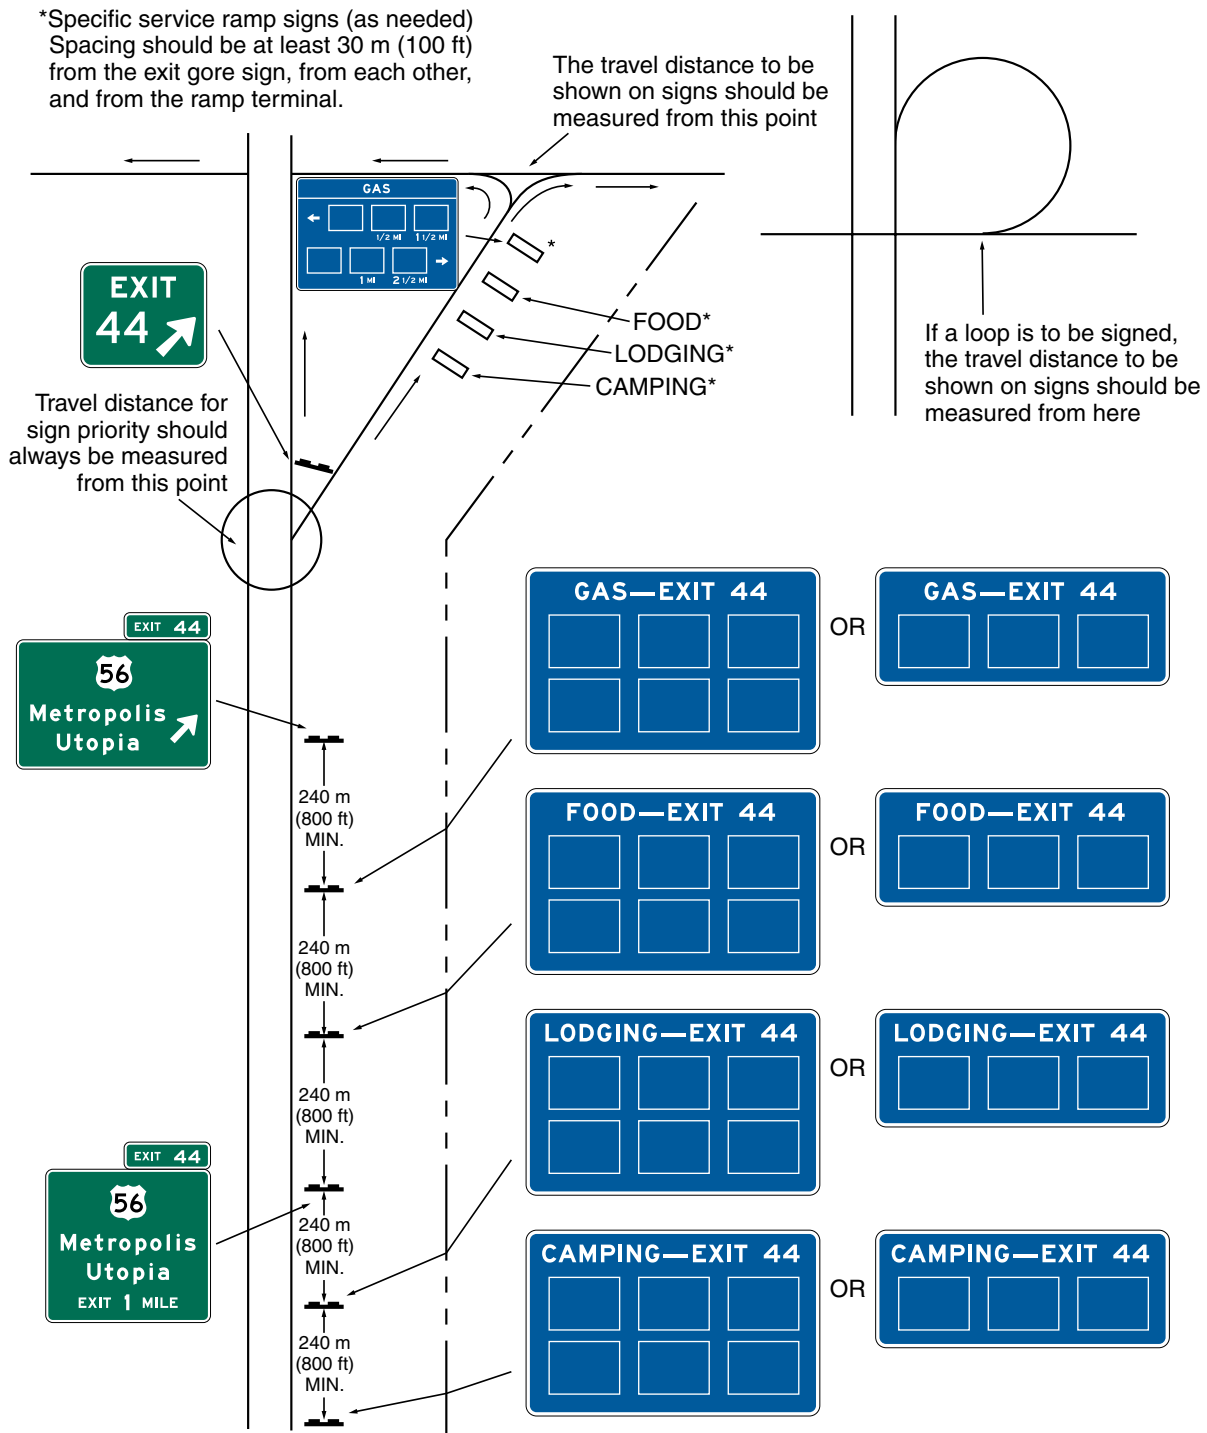 *Specific service ramp signs (as needed)
Spacing should be at least 30 m (100 ft)
from the exit gore sign, from each other,
and from the ramp terminal.
The travel distance to be
shown on signs should be
measured from this point
GAS
1/2 MI 1 1/2 MI
1 MI 2 1/2 MI
*
EXIT
44
FOOD*
LODGING*
CAMPING*
If a loop is to be signed,
the travel distance to be
shown on signs should be
measured from here
Travel distance for
sign priority should
always be measured
from this point
EXIT 44
56
Metropolis
Utopia
240 m
(800 ft)
MIN.
GAS—EXIT 44
OR
GAS—EXIT 44
FOOD—EXIT 44
OR
FOOD—EXIT 44
240 m
(800 ft)
MIN.
LODGING—EXIT 44
OR
LODGING—EXIT 44
240 m
(800 ft)
MIN.
EXIT 44
56
Metropolis
Utopia
EXIT 1 MILE
240 m
(800 ft)
MIN.
CAMPING—EXIT 44
OR
CAMPING—EXIT 44
240 m
(800 ft)
MIN.